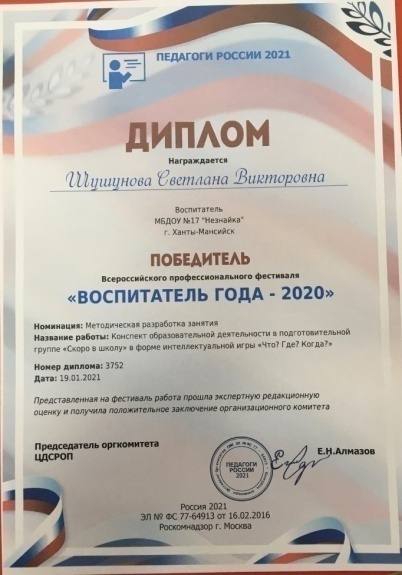 ПЕДАГОГИ РОССИИ 2021
ДИПЛОМ
Награждается
Шушунова Светлана Викторовна
Воспитатель
МБДОУ №17 "Незнайка"
г. Ханты-Мансийск
ПОБЕДИТЕЛЬ
Всероссийского профессионального фестиваля
«ВОСПИТАТЕЛЬ ГОДА - 2020»
Номинация: Методическая разработка занятия
Название работы: Конспект образовательной деятельности в подготовительной
группе «Скоро в школу» в форме интеллектуальной игры «Что? Где? Когда?»
Номер диплома: 3752
Дата: 19.01.2021
Представленная на фестиваль работа прошла экспертную редакционную
оценку и получила положительное заключение организационного комитета
Председатель оргкомитета
ЦДСРОП
Е.Н.Алмазов
ПЕДАГОГИ
РОССИИ
2021
Россия 2021
ЭЛ № ФС 77-64913 от 16.02.2016
Роскомнадзор г. Москва